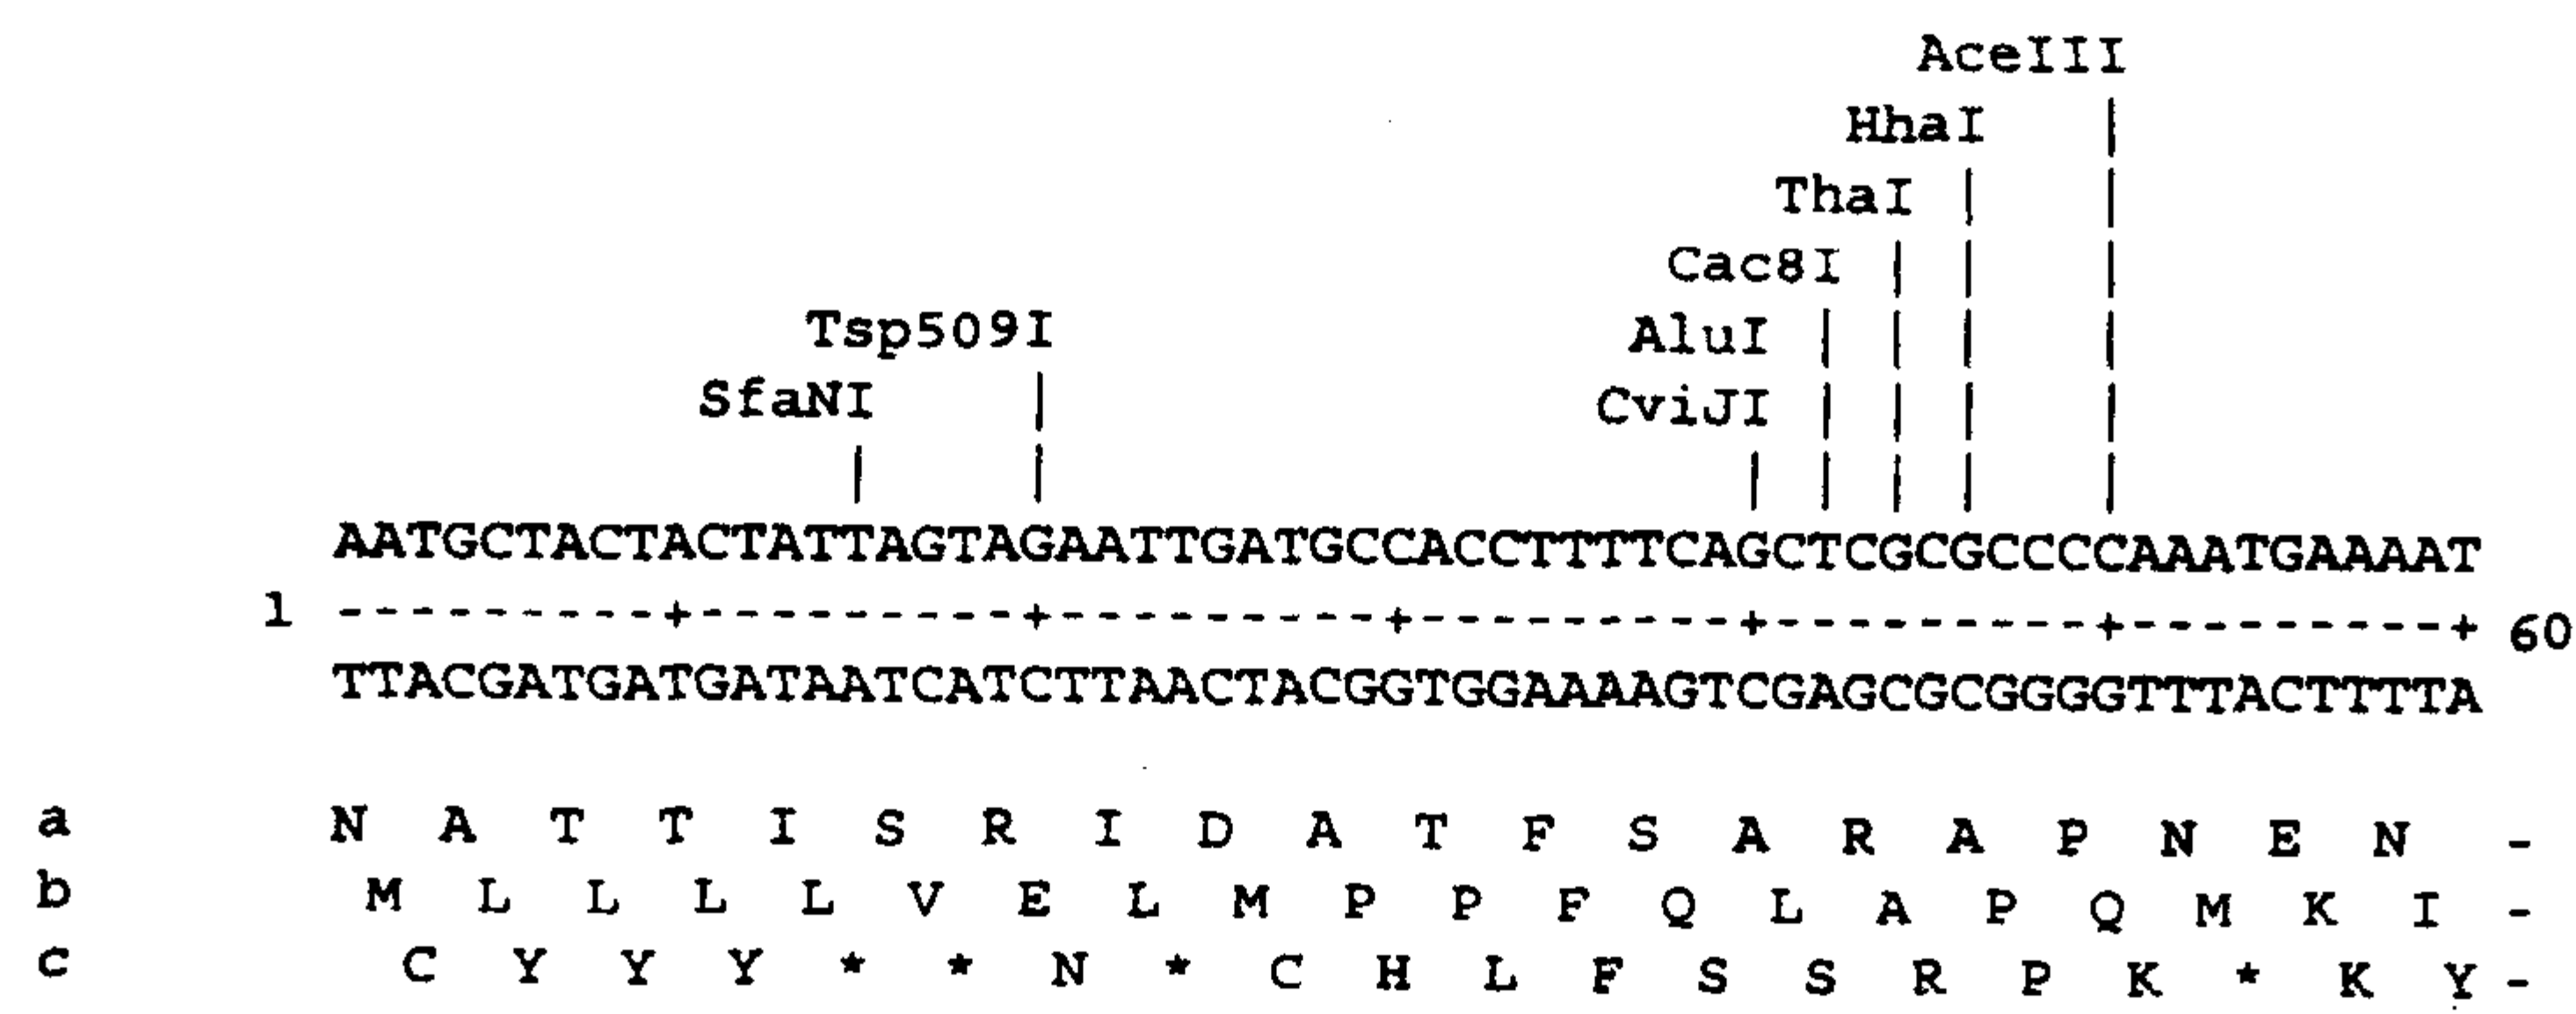 AceIII
HhaI
ThaI
Cac8I
Tsp509I AluI
SfaNI CviJI
AATGCTACTACTATTAGTAGAATTGATGCCACCTTTTCAGCTCGCGCCCCAAATGAAAAT
1 ---------+---------+---------+---------+---------+---------+ 60
TTACGATGATGATAATCATCTTAACTACGGTGGAAAAGTCGAGCGCGGGGTTTACTTTTA
a N A T T I S R I D A T F S A R A P N E N -
b M L L L L V E L M P P F Q L A P Q M K I -
c C Y Y Y * * N * C H L F S S R P K * K Y -